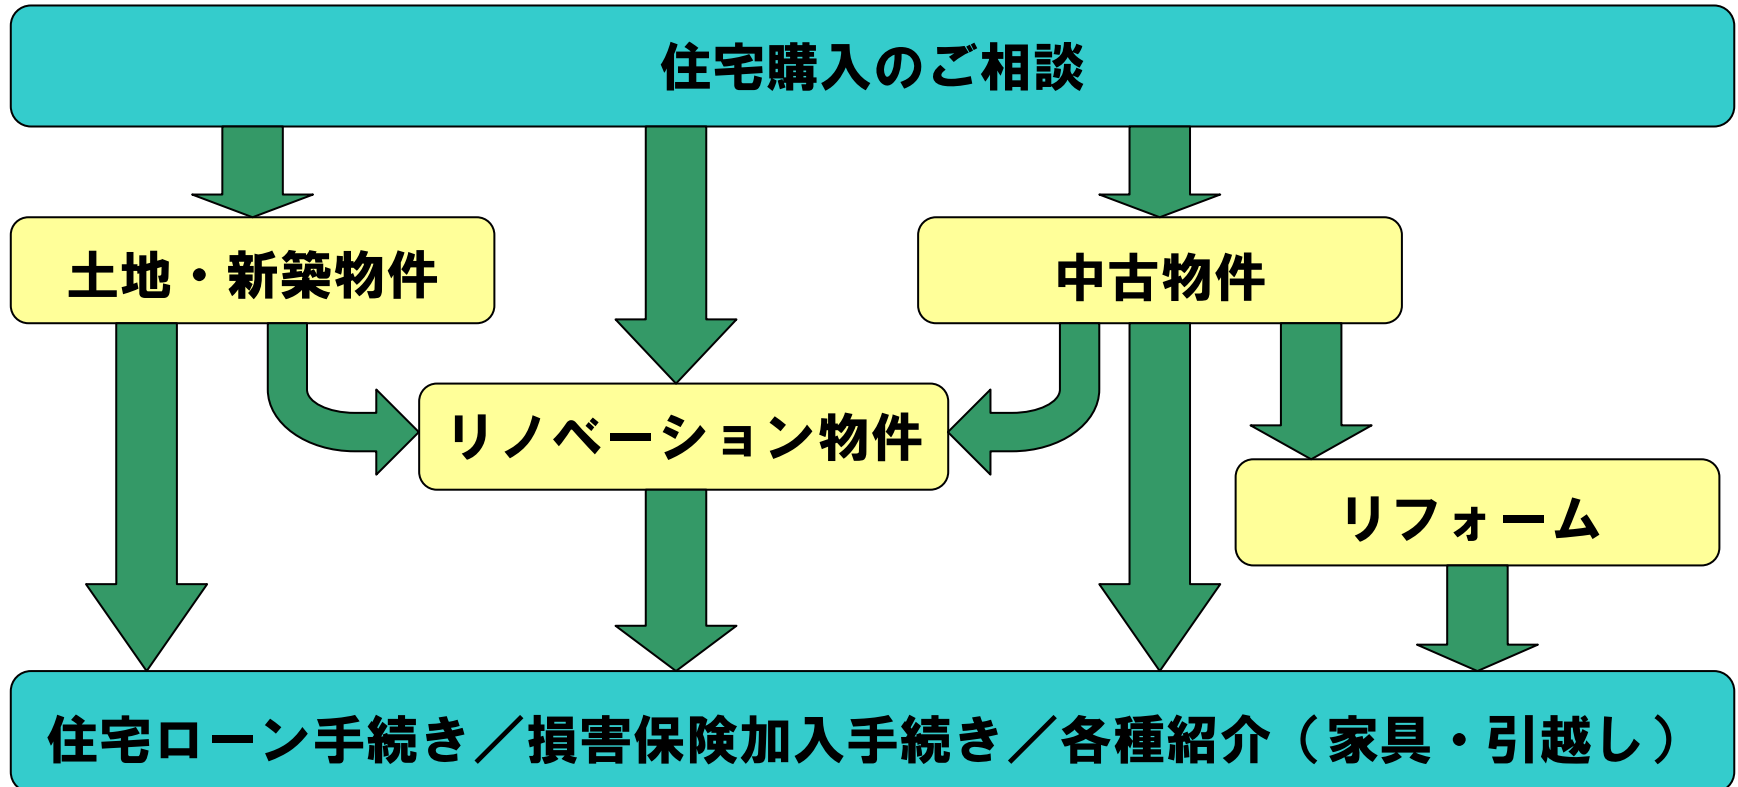 住宅購入のご相談
土地・新築物件
中古物件
リノベーション物件
リフォーム
住宅ローン手続き／損害保険加入手続き／各種紹介（家具・引越し）